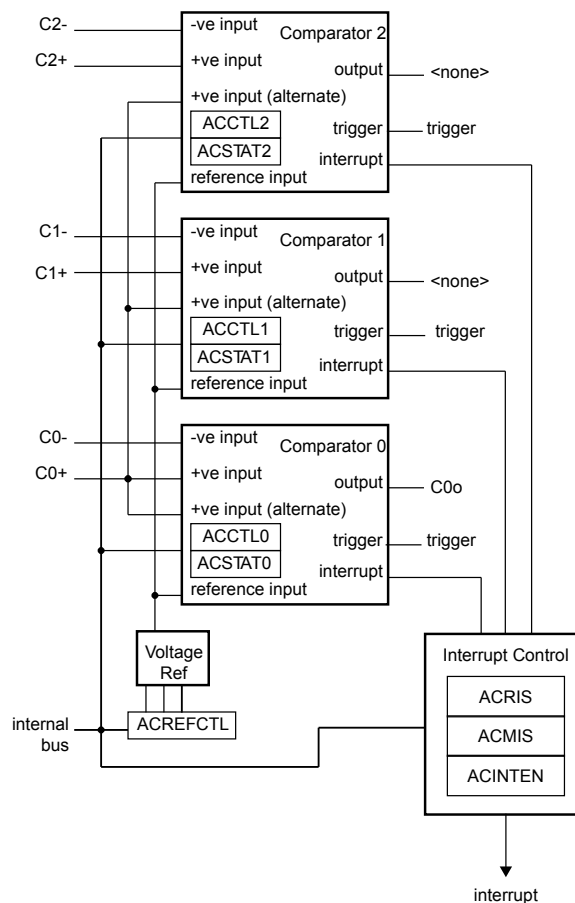 C2-
-ve input
Comparator 2
C2+
+ve input
output
<none>
+ve input (alternate)
ACCTL2
trigger
trigger
ACSTAT2
interrupt
reference input
C1-
-ve input
Comparator 1
C1+
+ve input
output
<none>
+ve input (alternate)
ACCTL1
trigger
trigger
ACSTAT1
interrupt
reference input
C0-
-ve input
Comparator 0
C0+
+ve input
output
C0o
+ve input (alternate)
ACCTL0
trigger
trigger
ACSTAT0
interrupt
reference input
Voltage
Ref
Interrupt Control
ACRIS
internal
bus
ACREFCTL
ACMIS
ACINTEN
interrupt